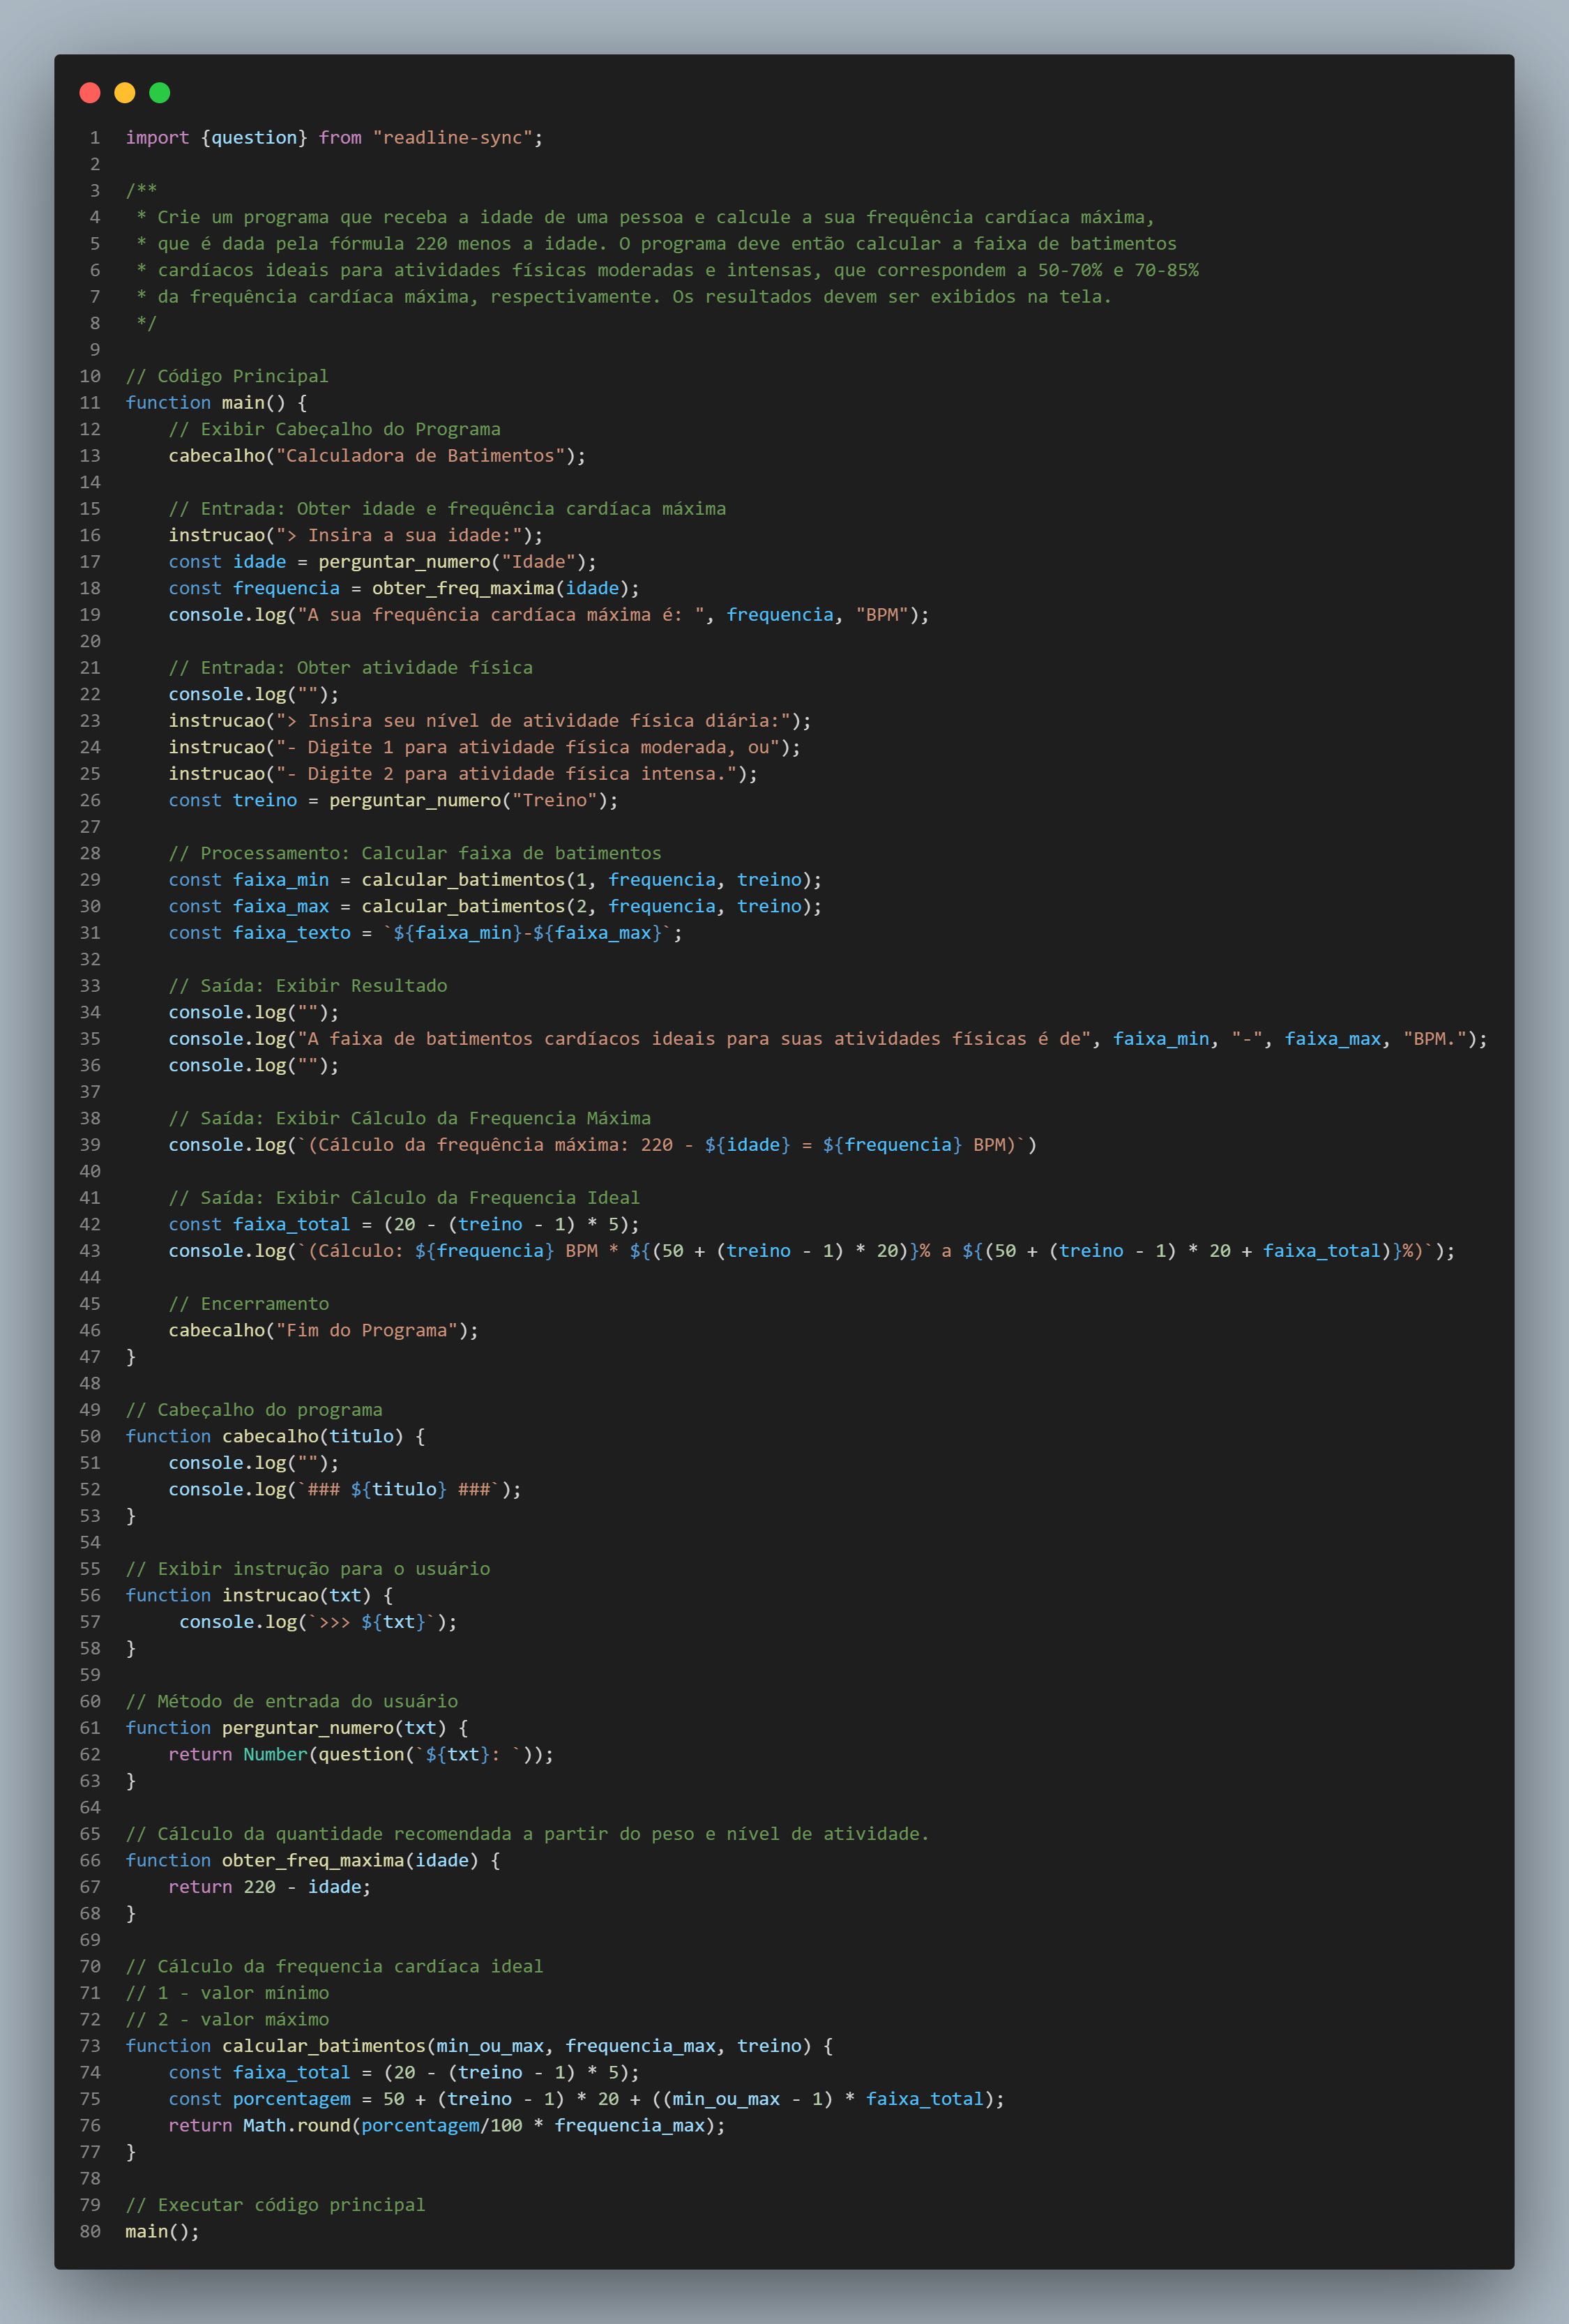 1 import {question} from "readline-sync";
2
3 /**
4  * Crie um programa que receba a idade de uma pessoa e calcule a sua frequência cardíaca máxima,
5  * que é dada pela fórmula 220 menos a idade. O programa deve então calcular a faixa de batimentos
6  * cardíacos ideais para atividades físicas moderadas e intensas, que correspondem a 50-70% e 70-85%
7  * da frequência cardíaca máxima, respectivamente. Os resultados devem ser exibidos na tela.
8  */
9
10 // Código Principal
11 function main() {
12     // Exibir Cabeçalho do Programa
13     cabecalho("Calculadora de Batimentos");
14
15     // Entrada: Obter idade e frequência cardíaca máxima
16     instrucao("> Insira a sua idade:");
17     const idade = perguntar_numero("Idade");
18     const frequencia = obter_freq_maxima(idade);
19     console.log("A sua frequência cardíaca máxima é: ", frequencia, "BPM");
20
21     // Entrada: Obter atividade física
22     console.log("");
23     instrucao("> Insira seu nível de atividade física diária:");
24     instrucao("- Digite 1 para atividade física moderada, ou");
25     instrucao("- Digite 2 para atividade física intensa.");
26     const treino = perguntar_numero("Treino");
27
28     // Processamento: Calcular faixa de batimentos
29     const faixa_min = calcular_batimentos(1, frequencia, treino);
30     const faixa_max = calcular_batimentos(2, frequencia, treino);
31     const faixa_texto = `${faixa_min}-${faixa_max}`;
32
33     // Saída: Exibir Resultado
34     console.log("");
35     console.log("A faixa de batimentos cardíacos ideais para suas atividades físicas é de", faixa_min, "-", faixa_max, "BPM.");
36     console.log("");
37
38     // Saída: Exibir Cálculo da Frequencia Máxima
39     console.log(`(Cálculo da frequência máxima: 220 - ${idade} = ${frequencia} BPM)`)
40
41     // Saída: Exibir Cálculo da Frequencia Ideal
42     const faixa_total = (20 - (treino - 1) * 5);
43     console.log(`(Cálculo: ${frequencia} BPM * ${(50 + (treino - 1) * 20)}% a ${(50 + (treino - 1) * 20 + faixa_total)}%)`);
44
45     // Encerramento
46     cabecalho("Fim do Programa");
47 }
48
49 // Cabeçalho do programa
50 function cabecalho(titulo) {
51     console.log("");
52     console.log(`### ${titulo} ###`);
53 }
54
55 // Exibir instrução para o usuário
56 function instrucao(txt) {
57      console.log(`>>> ${txt}`);
58 }
59
60 // Método de entrada do usuário
61 function perguntar_numero(txt) {
62     return Number(question(`${txt}: `));
63 }
64
65 // Cálculo da quantidade recomendada a partir do peso e nível de atividade.
66 function obter_freq_maxima(idade) {
67     return 220 - idade;
68 }
69
70 // Cálculo da frequencia cardíaca ideal
71 // 1 - valor mínimo
72 // 2 - valor máximo
73 function calcular_batimentos(min_ou_max, frequencia_max, treino) {
74     const faixa_total = (20 - (treino - 1) * 5);
75     const porcentagem = 50 + (treino - 1) * 20 + ((min_ou_max - 1) * faixa_total);
76     return Math.round(porcentagem/100 * frequencia_max);
77 }
78
79 // Executar código principal
80 main();